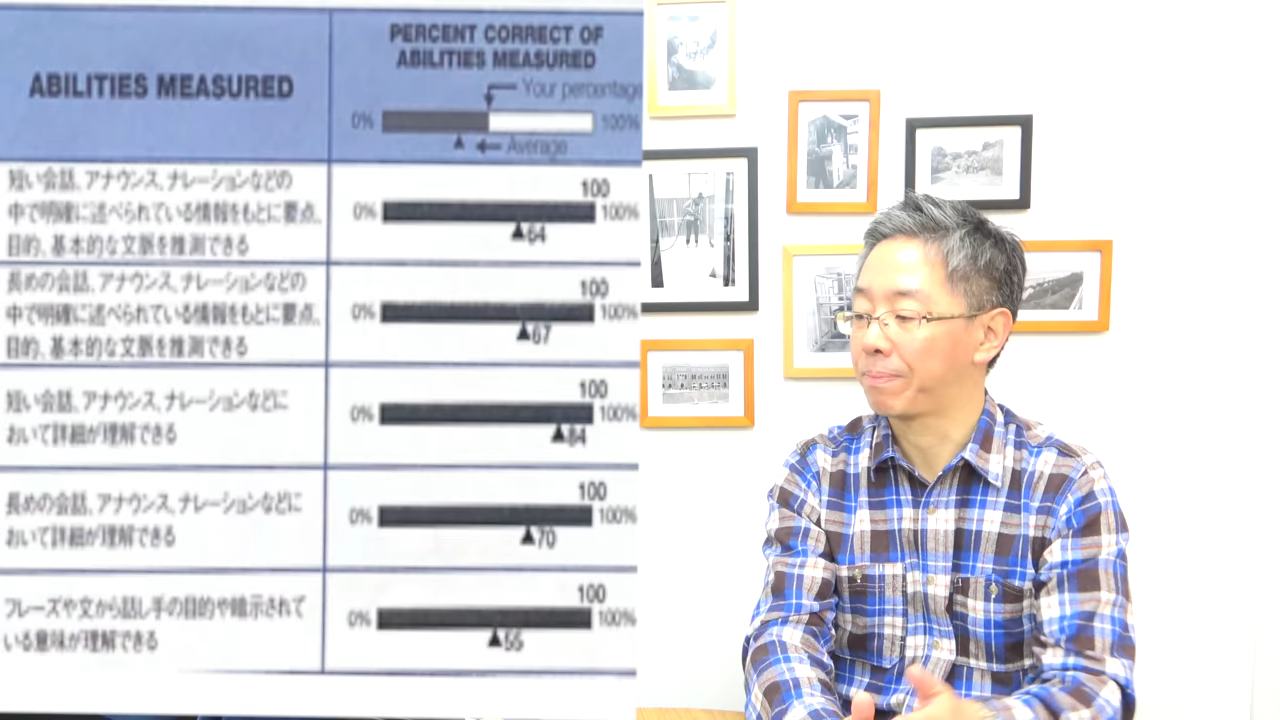 ABILITIES MEASURED
PERCENT CORRECT OF
ABILITIES MEASURED
Your percentage
0% 100%
Average
短い会話、アナウンス、ナレーションなどの
中で明確に述べられている情報をもとに要点、
目的、基本的な文脈を推測できる
100
0% 100%
64
長めの会話、アナウンス、ナレーションなどの
中で明確に述べられている情報をもとに要点、
目的、基本的な文脈を推測できる
100
0% 100%
67
短い会話、アナウンス、ナレーションなどに
おいて詳細が理解できる
100
0% 100%
84
長めの会話、アナウンス、ナレーションなどに
おいて詳細が理解できる
100
0% 100%
70
フレーズや文から話し手の目的や暗示されて
いる意味が理解できる
100
0% 100%
55